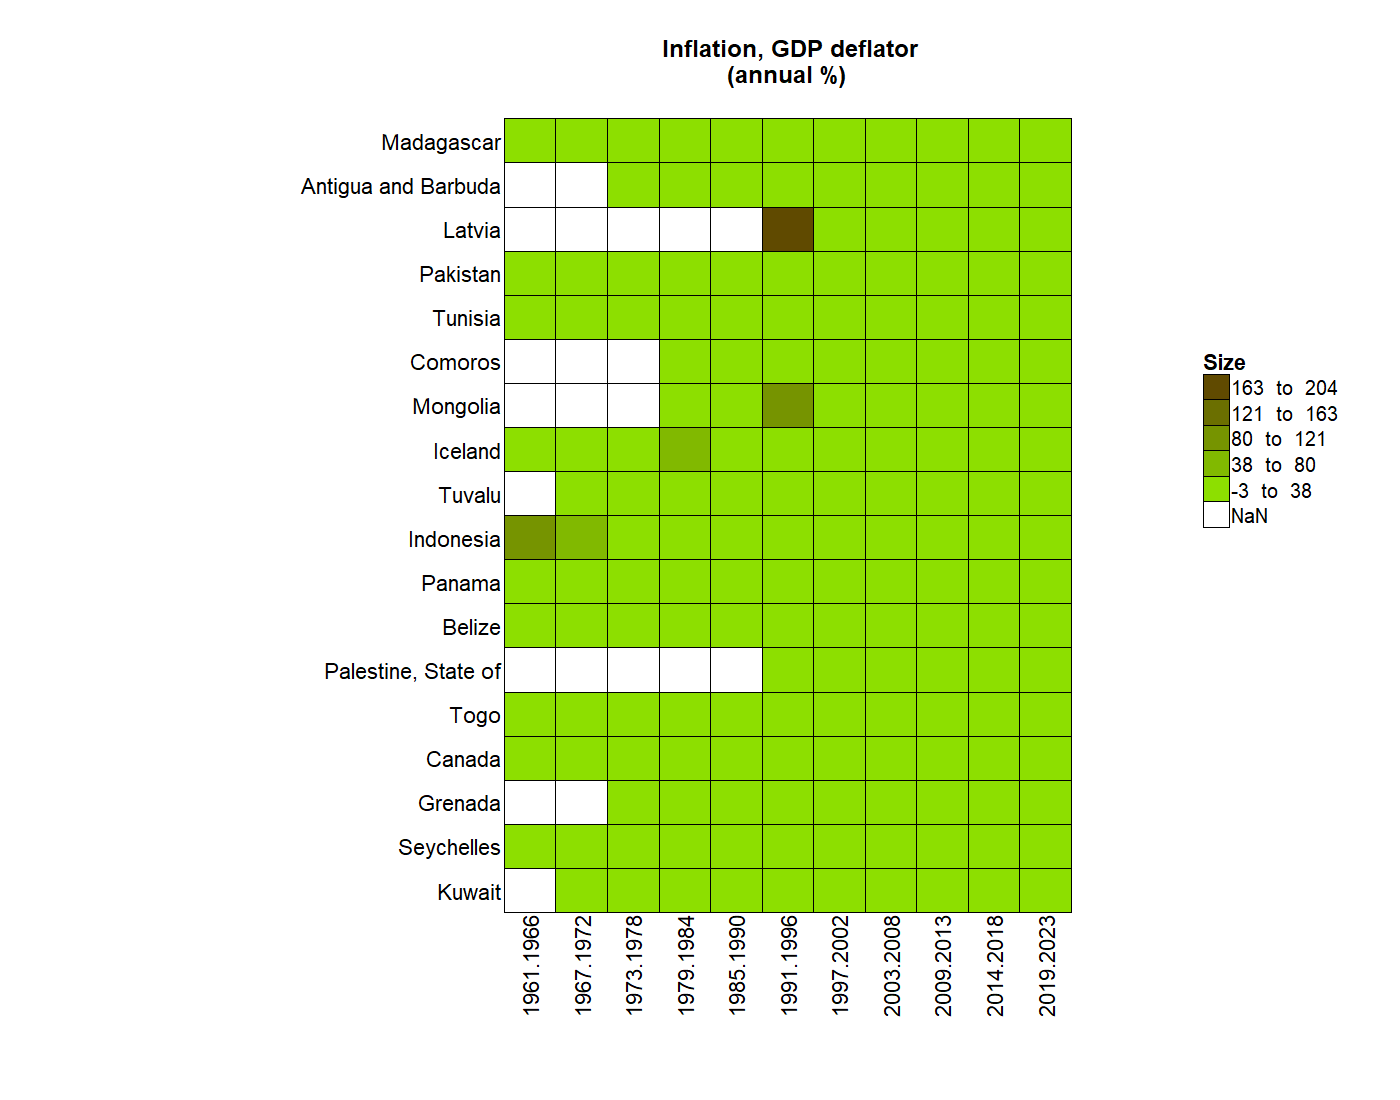 Inflation, GDP deflator
(annual %)
Madagascar
Antigua and Barbuda
Latvia
Pakistan
Tunisia
Comoros
Mongolia
Iceland
Tuvalu
Indonesia
Panama
Belize
Palestine, State of
Togo
Canada
Grenada
Seychelles
Kuwait
1961.1966
1967.1972
1973.1978
1979.1984
1985.1990
1991.1996
1997.2002
2003.2008
2009.2013
2014.2018
2019.2023
Size
163 to 204
121 to 163
80 to 121
38 to 80
-3 to 38
NaN